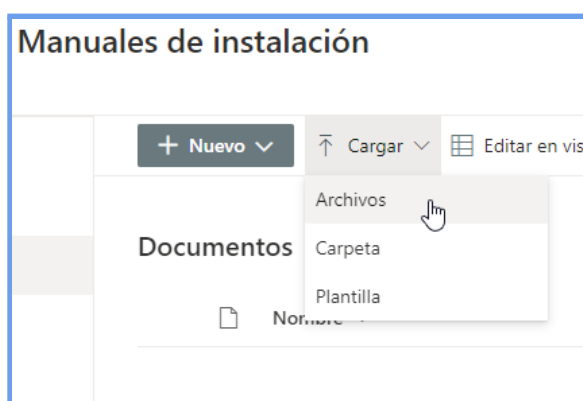 Manuales de instalación
Nuevo
Cargar
Editar en vis
Archivos
Documentos
Carpeta
Plantilla
Nombre